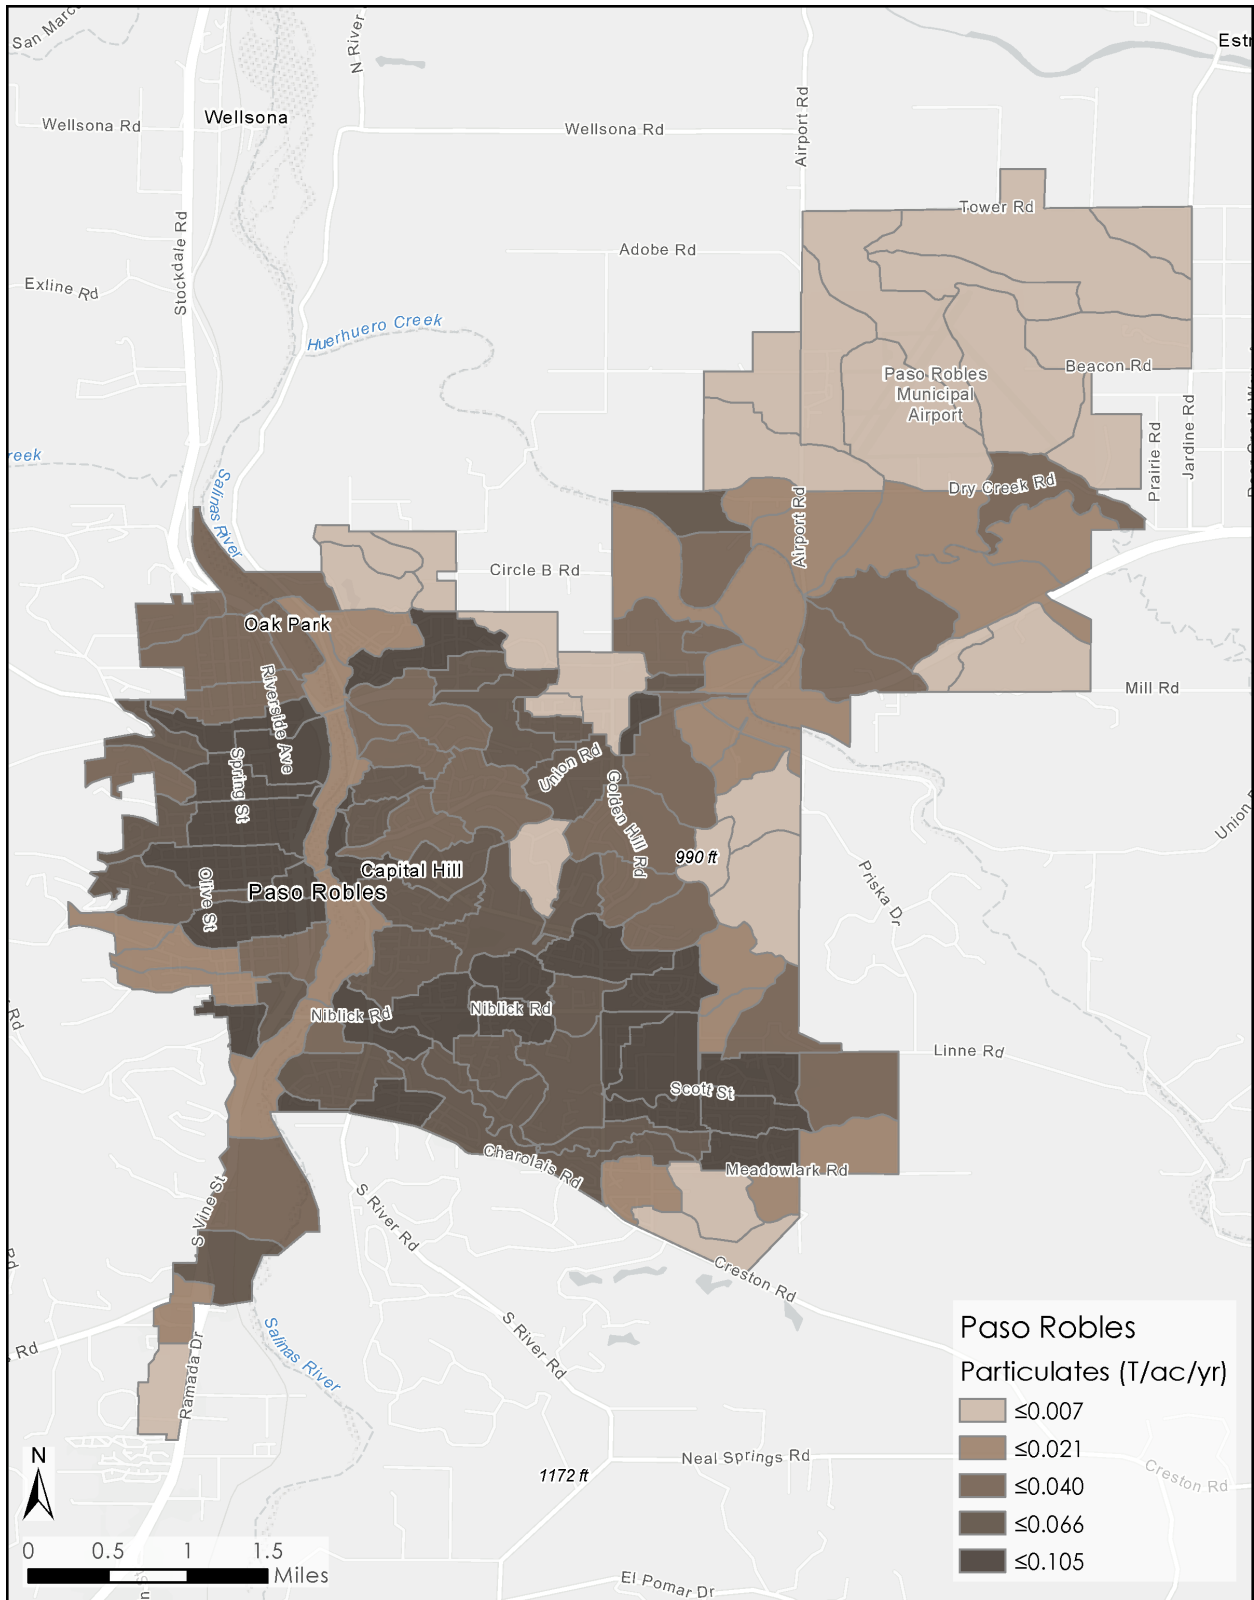 San Marc
N River
Estr
Wellsona
Wellsona Rd
Wellsona Rd
Airport Rd
Tower Rd
Stockdale Rd
Adobe Rd
Exline Rd
Huerhuero Creek
Beacon Rd
Paso Robles
Municipal
Airport
Prairie Rd
Jardine Rd
reek
Salinas River
Dry Creek Rd
Airport Rd
Circle B Rd
Oak Park
Riverside Ave
Mill Rd
Spring St
Union Rd
Golden Hill Rd
Union
990 ft
Capital Hill
Olive St
Paso Robles
Priska Dr
Niblick Rd
Niblick Rd
Rd
Linne Rd
Scott St
Charolais Rd
Meadowlark Rd
S Vine St
S River Rd
Rd
Creston Rd
Salinas River
S River Rd
Rd
Ramada Dr
Paso Robles
Particulates (T/ac/yr)
≤0.007
≤0.021
≤0.040
≤0.066
≤0.105
Neal Springs Rd
Creston Rd
1172 ft
N
0 0.5 1 1.5
Miles
El Pomar Dr